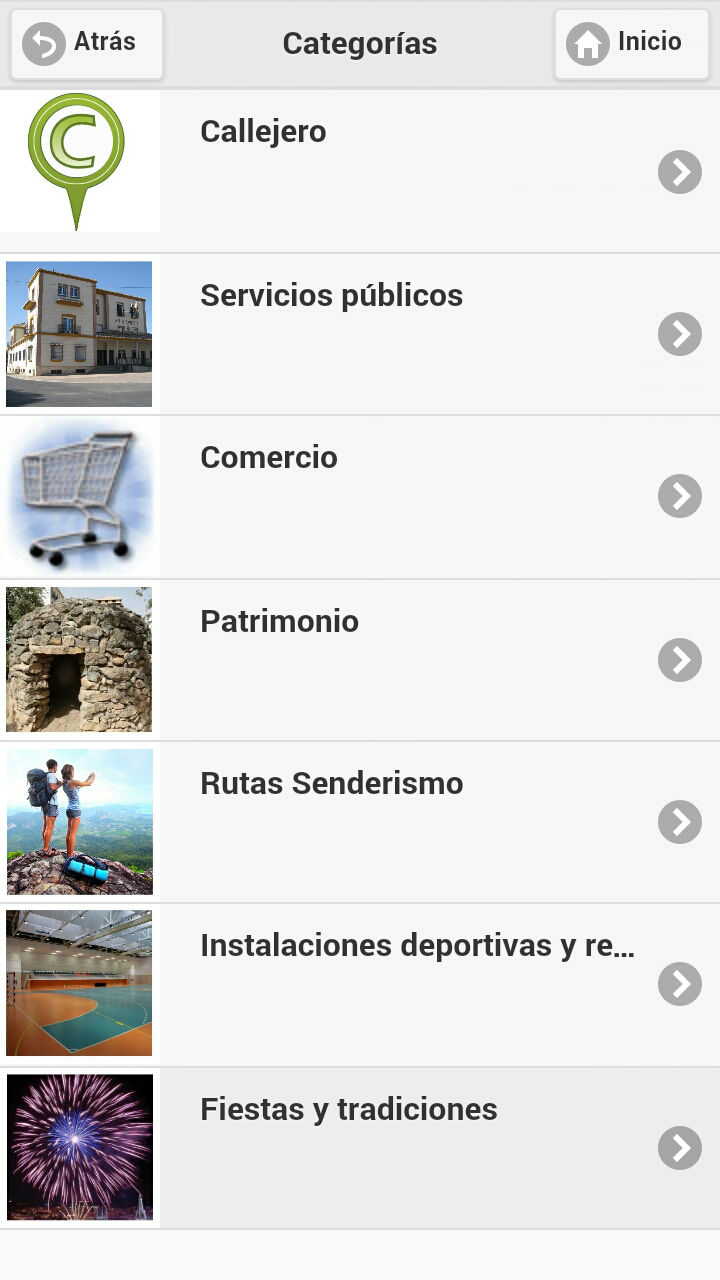 Atrás
Categorías
Inicio
C
Callejero
Servicios públicos
Comercio
Patrimonio
Rutas Senderismo
Instalaciones deportivas y re...
Fiestas y tradiciones